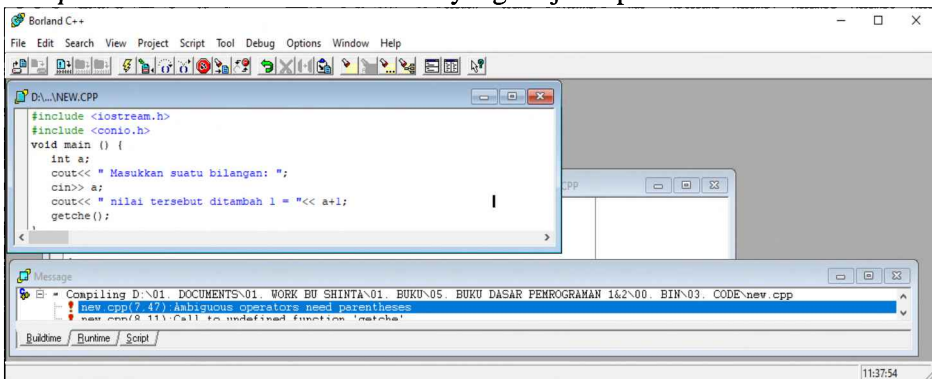 Borland C++
File Edit Search View Project Script Tool Debug Options Window Help
D:\...\NEW.CPP
#include <iostream.h>
#include <conio.h>
void main () {
int a;
cout<< " Masukkan suatu bilangan: ";
cin>> a;
cout<< " nilai tersebut ditambah 1 = "<< a+1;
getche();
CPP
Message
Compiling D:\01. DOCUMENTS\01. WORK BU SHINTA\01. BUKU\05. BUKU DASAR PEMROGRAMAN 1&2\00. BIN\03. CODE\new.cpp
new.cpp(7,47):Ambiguous operators need parentheses
new.cpp(8,11):Call to undefined function 'getche'
Buildtime Runtime Script
11:37:54